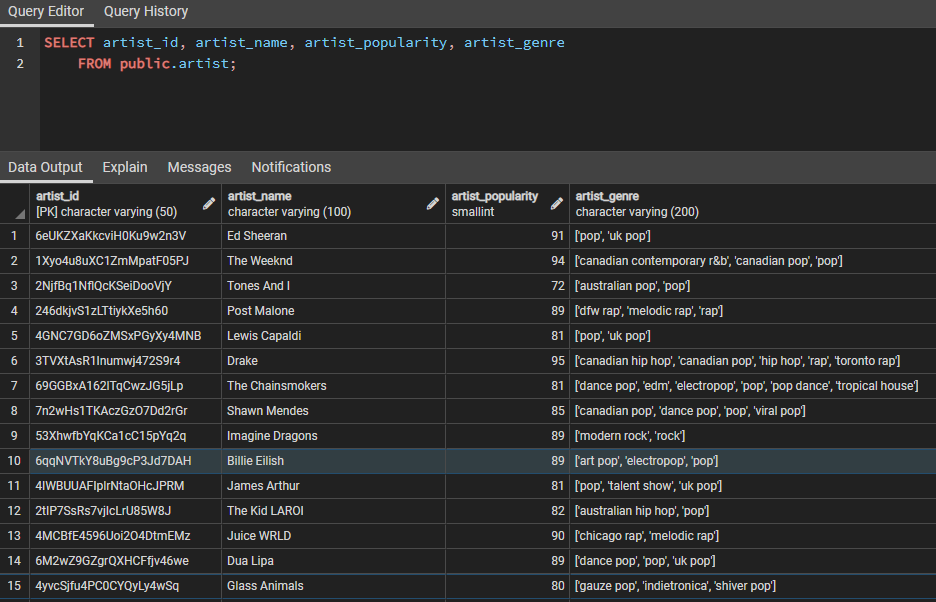 Query Editor Query History
1 SELECT artist_id, artist_name, artist_popularity, artist_genre
2 FROM public.artist;
Data Output Explain Messages Notifications
artist_id artist_name artist_popularity artist_genre
[PK] character varying (50) character varying (100) smallint character varying (200)
1 6eUKZXaKkcviH0Ku9w2n3V Ed Sheeran 91 ['pop', 'uk pop']
2 1Xyo4u8uXC1ZmMpatF05PJ The Weeknd 94 ['canadian contemporary r&b', 'canadian pop', 'pop']
3 2NjfBq1NflQcKSeiDooVjY Tones And I 72 ['australian pop', 'pop']
4 246dkjvS1zLTtiykXe5h60 Post Malone 89 ['dfw rap', 'melodic rap', 'rap']
5 4GNC7GD6oZMSxPGyXy4MNB Lewis Capaldi 81 ['pop', 'uk pop']
6 3TVXtAsR1Inumwj472S9r4 Drake 95 ['canadian hip hop', 'canadian pop', 'hip hop', 'rap', 'toronto rap']
7 69GGBxA162lTqCwzJG5jLp The Chainsmokers 81 ['dance pop', 'edm', 'electropop', 'pop', 'pop dance', 'tropical house']
8 7n2wHs1TKAczGzO7Dd2rGr Shawn Mendes 85 ['canadian pop', 'dance pop', 'pop', 'viral pop']
9 53XhwfbYqKCa1cC15pYq2q Imagine Dragons 89 ['modern rock', 'rock']
10 6qqNVTkY8uBg9cP3Jd7DAH Billie Eilish 89 ['art pop', 'electropop', 'pop']
11 4IWBUUAFIplrNtaOHcJPRM James Arthur 81 ['pop', 'talent show', 'uk pop']
12 2tIP7SsRs7vjIcLrU85W8J The Kid LAROI 82 ['australian hip hop', 'pop']
13 4MCBfE4596Uoi2O4DtmEMz Juice WRLD 90 ['chicago rap', 'melodic rap']
14 6M2wZ9GZgrQXHCFfjv46we Dua Lipa 89 ['dance pop', 'pop', 'uk pop']
15 4yvcSjfu4PC0CYQyLy4wSq Glass Animals 80 ['gauze pop', 'indietronica', 'shiver pop']